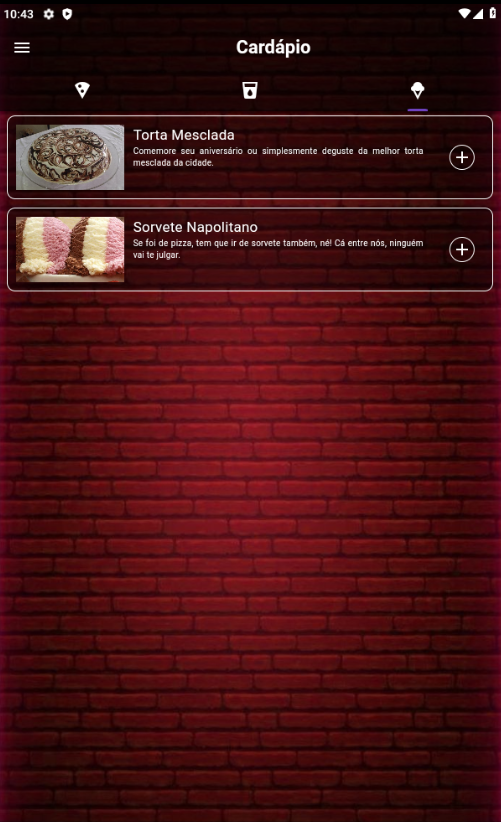 10:43
Cardápio
Torta Mesclada
Comemore seu aniversário ou simplesmente deguste da melhor torta
mesclada da cidade.
Sorvete Napolitano
Se foi de pizza, tem que ir de sorvete também, né! Cá entre nós, ninguém
vai te julgar.